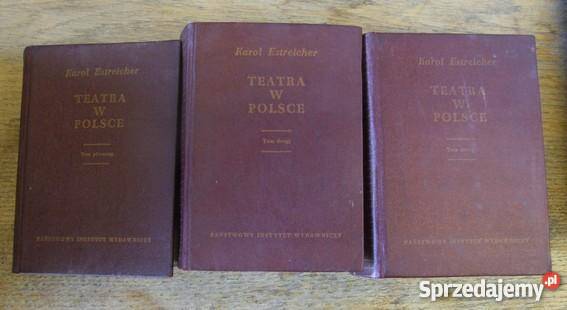 Karol Estreicher
TEATRA
W
POLSCE
Tom pierwszy
PAŃSTWOWY INSTYTUT WYDAWNICZY
Karol Estreicher
TEATRA
W
POLSCE
Tom drugi
PAŃSTWOWY INSTYTUT WYDAWNICZY
Karol Estreicher
TEATRA
W
POLSCE
Tom
PAŃSTWOWY INSTYTUT WYDAWNICZY
Sprzedajemy.pl